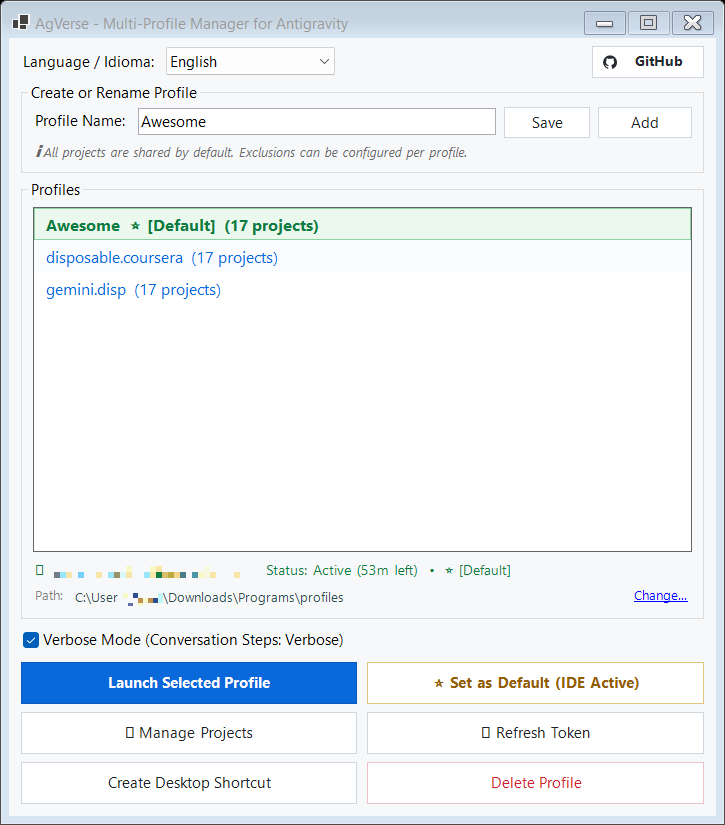 AgVerse - Multi-Profile Manager for Antigravity
Language / Idioma: English GitHub
Create or Rename Profile
Profile Name: Awesome Save Add
ℹ All projects are shared by default. Exclusions can be configured per profile.
Profiles
Awesome ⭐ [Default] (17 projects)
disposable.coursera (17 projects)
gemini.disp (17 projects)
Status: Active (53m left) • ⭐ [Default]
Path: C:\User \Downloads\Programs\profiles Change...
Verbose Mode (Conversation Steps: Verbose)
Launch Selected Profile ⭐ Set as Default (IDE Active)
Manage Projects Refresh Token
Create Desktop Shortcut Delete Profile